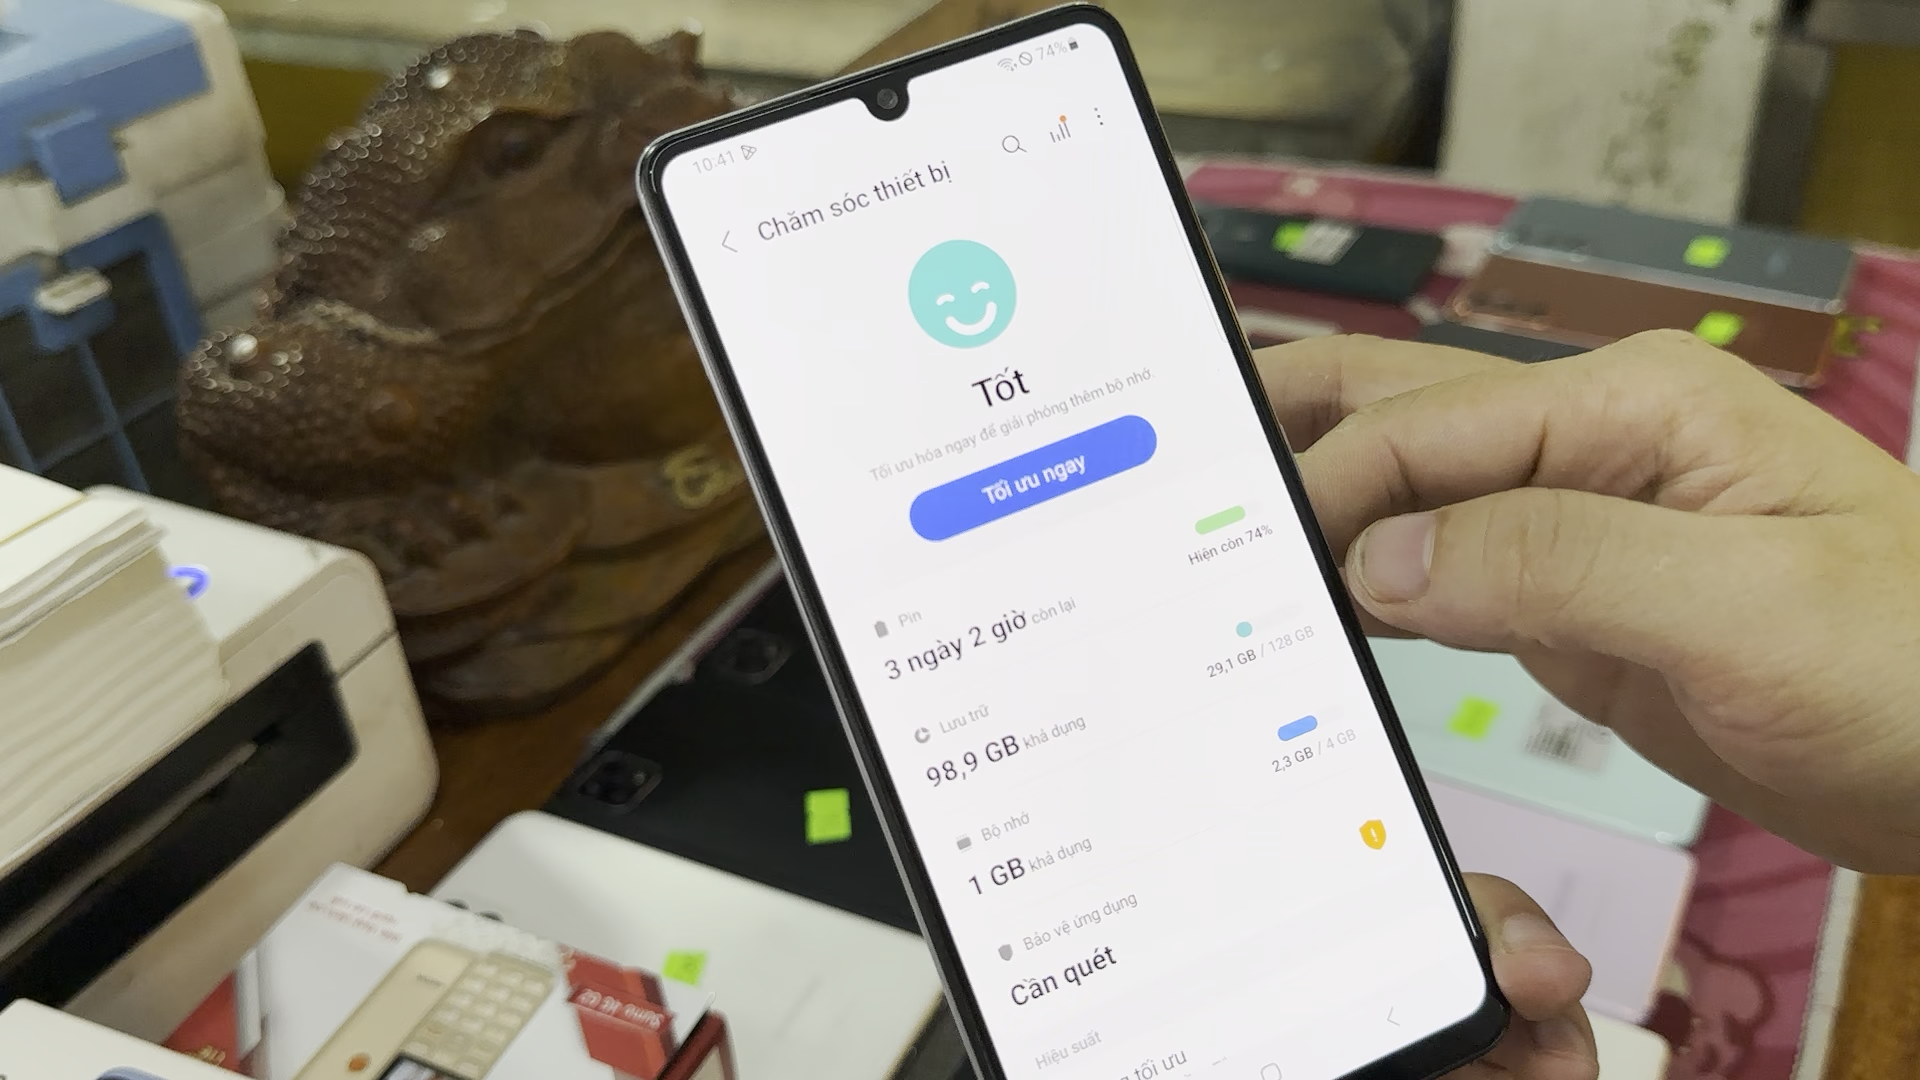 10:41
74%
Chăm sóc thiết bị
Tốt
Tối ưu hóa ngay để giải phóng thêm bộ nhớ.
Tối ưu ngay
Pin
3 ngày 2 giờ còn lại
Hiện còn 74%
Lưu trữ
98,9 GB khả dụng
29,1 GB / 128 GB
Bộ nhớ
1 GB khả dụng
2,3 GB / 4 GB
Bảo vệ ứng dụng
Cần quét
Hiệu suất
tối ưu